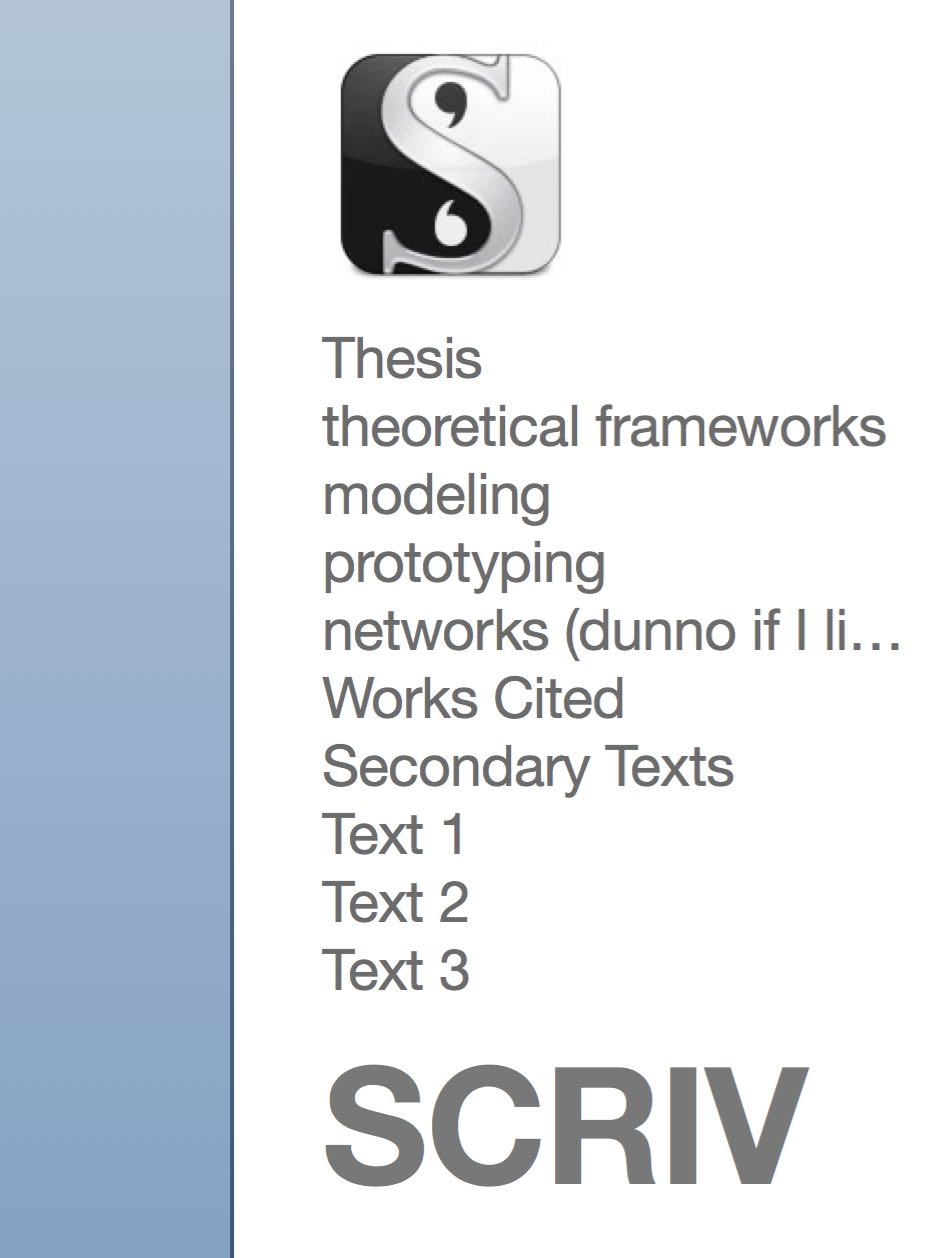 Thesis
theoretical frameworks
modeling
prototyping
networks (dunno if I li…
Works Cited
Secondary Texts
Text 1
Text 2
Text 3
SCRIV